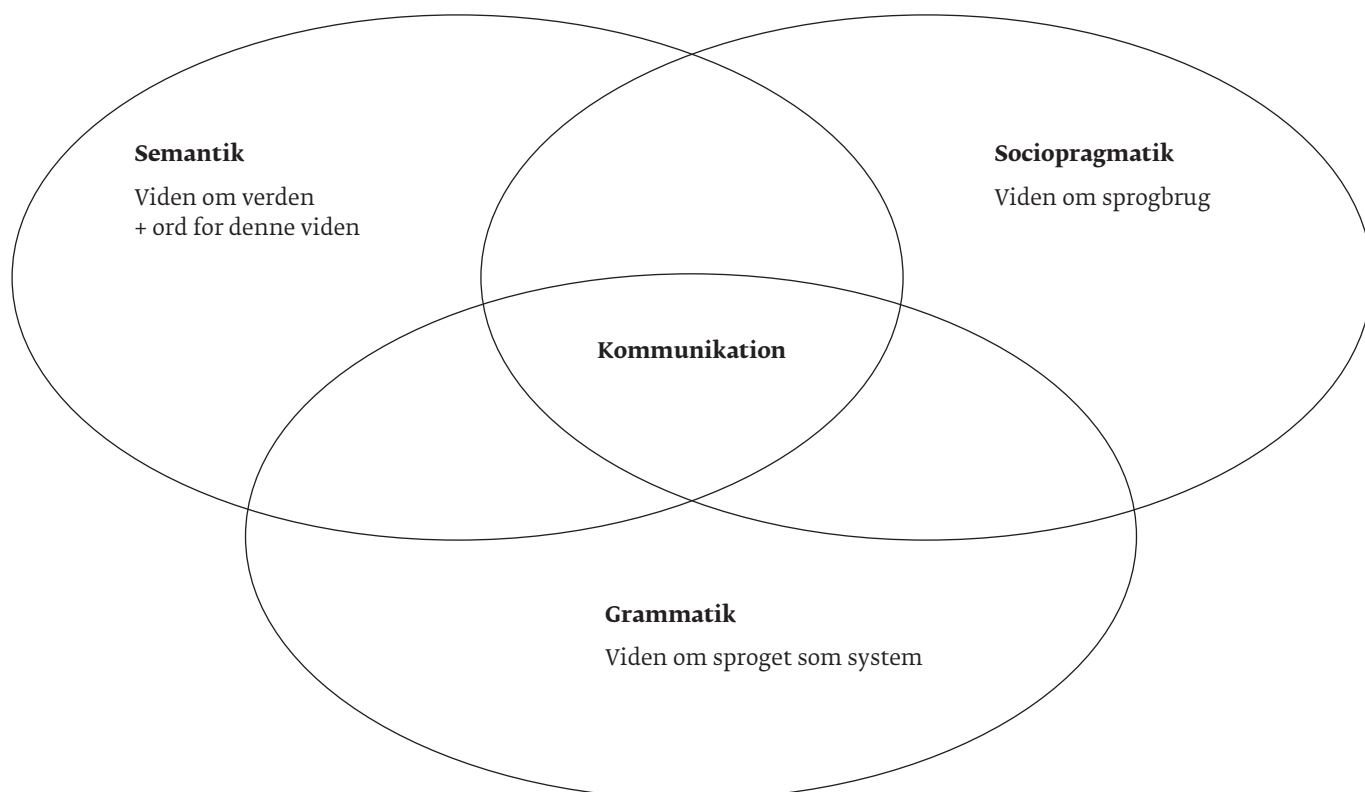 Semantik
Viden om verden
+ ord for denne viden
Sociopragmatik
Viden om sprogbrug
Kommunikation
Grammatik
Viden om sproget som system